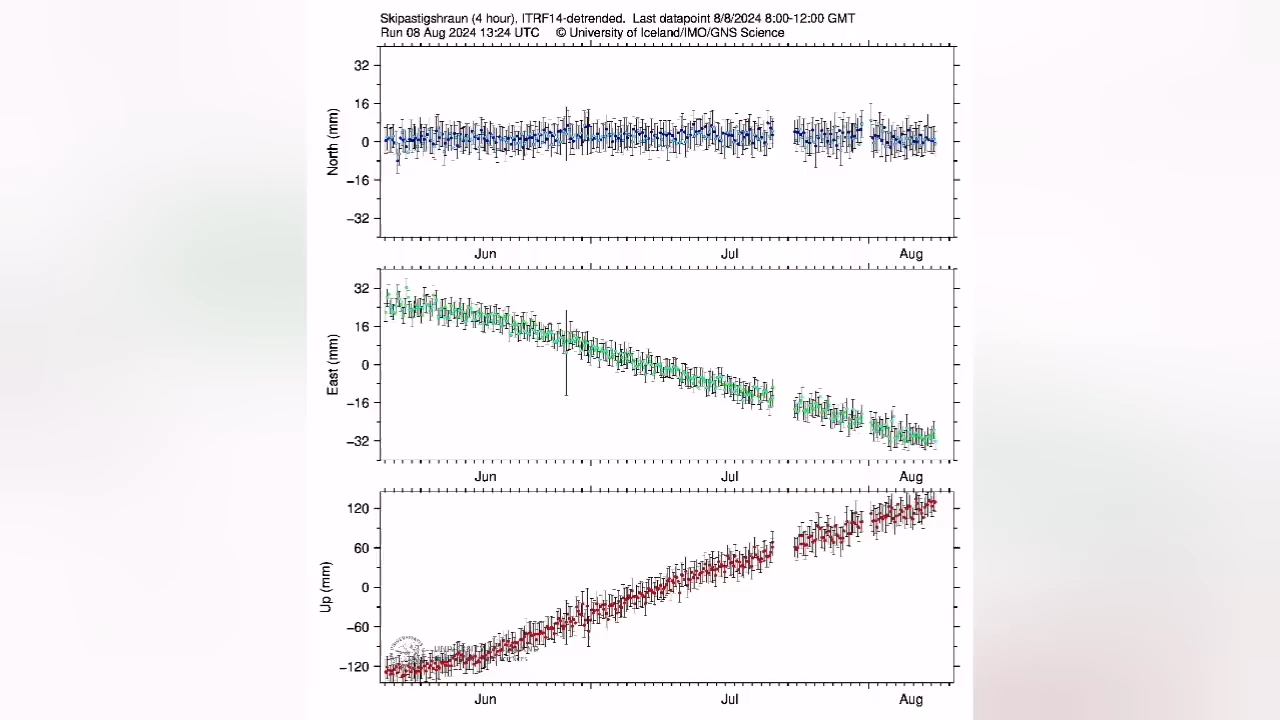 Skipastigshraun (4 hour), ITRF14-detrended. Last datapoint 8/8/2024 8:00-12:00 GMT
Run 08 Aug 2024 13:24 UTC © University of Iceland/IMO/GNS Science
32
16
0
−16
−32
North (mm)
Jun Jul Aug
32
16
0
−16
−32
East (mm)
Jun Jul Aug
120
60
0
−60
−120
Up (mm)
Jun Jul Aug